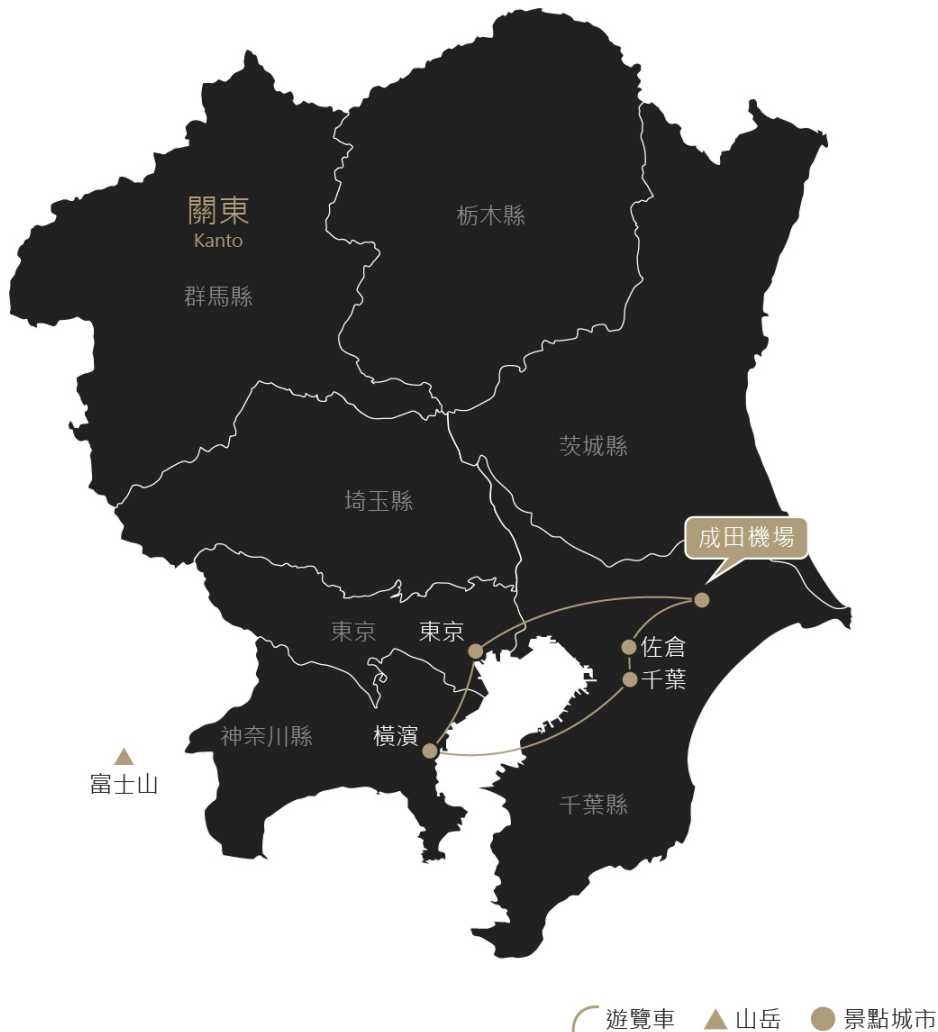 關東
Kanto
群馬縣
栃木縣
茨城縣
埼玉縣
成田機場
東京
東京
佐倉
千葉
神奈川縣
橫濱
富士山
千葉縣
遊覽車
山岳
景點城市